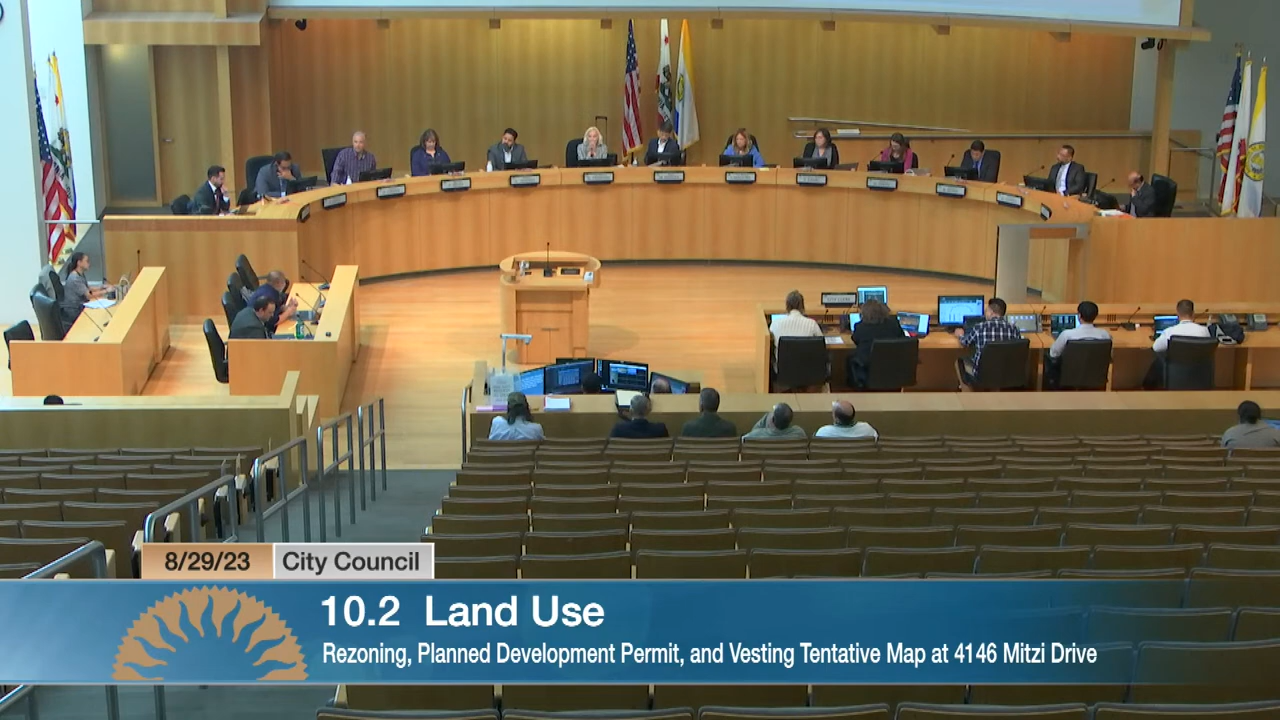 8/29/23 City Council
10.2 Land Use
Rezoning, Planned Development Permit, and Vesting Tentative Map at 4146 Mitzi Drive